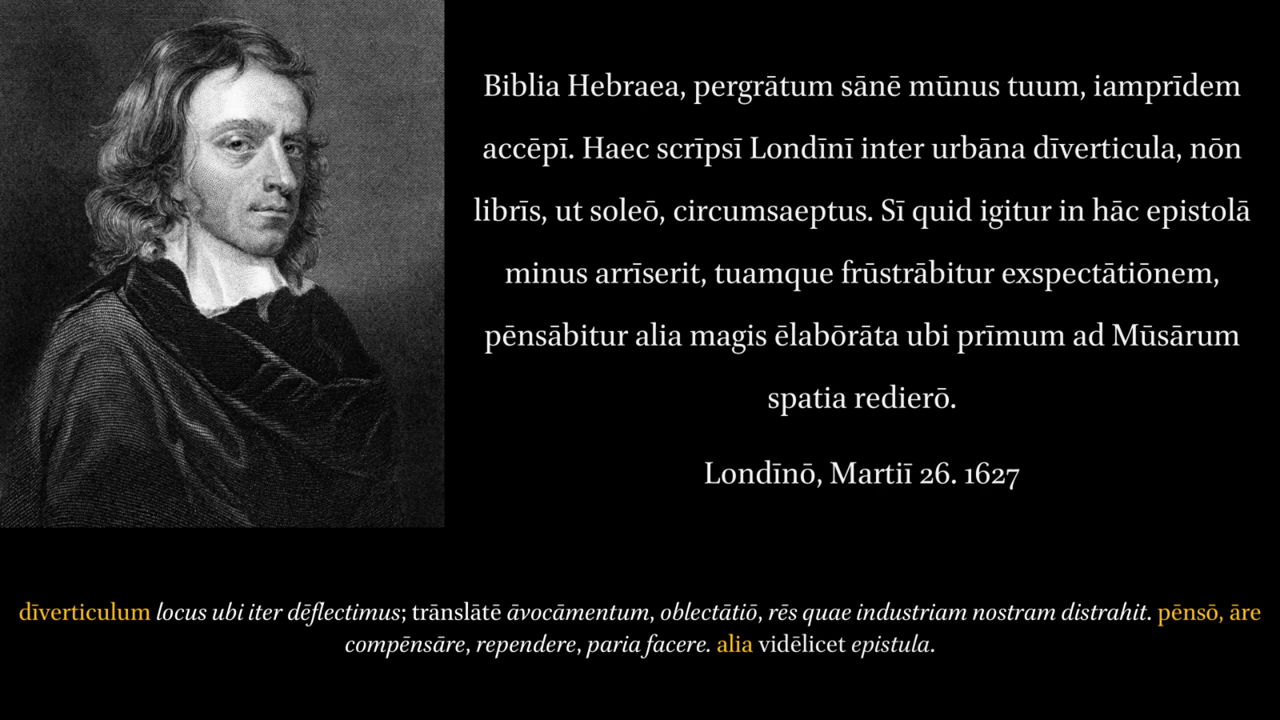 Biblia Hebraea, pergrātum sānē mūnus tuum, iamprīdem
accēpī. Haec scrīpsī Londīnī inter urbāna dīverticula, nōn
librīs, ut soleō, circumsaeptus. Sī quid igitur in hāc epistolā
minus arrīserit, tuamque frūstrābitur exspectātiōnem,
pēnsābitur alia magis ēlabōrāta ubi prīmum ad Mūsārum
spatia redierō.
Londīnō, Martiī 26. 1627
dīverticulum locus ubi iter dēflectimus; trānslātē āvocāmentum, oblectātiō, rēs quae industriam nostram distrahit. pēnsō, āre
compēnsāre, rependere, paria facere. alia vidēlicet epistula.